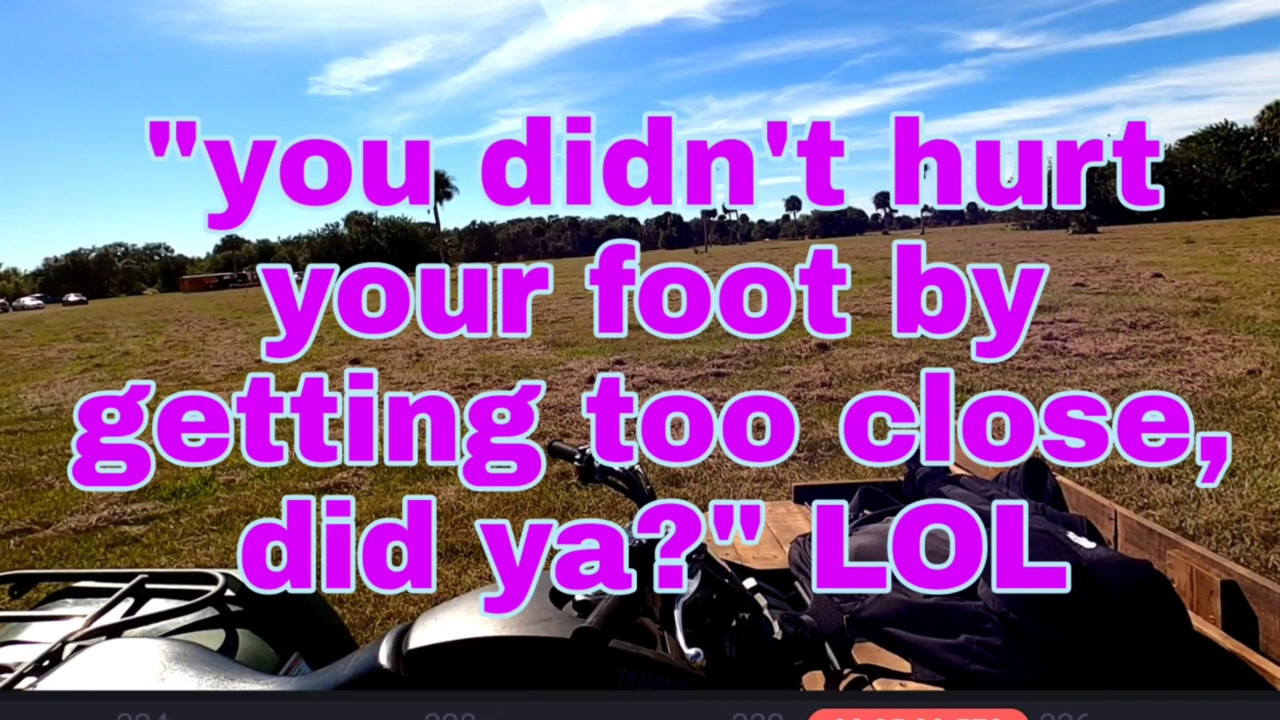 "you didn't hurt
your foot by
getting too close,
did ya?" LOL